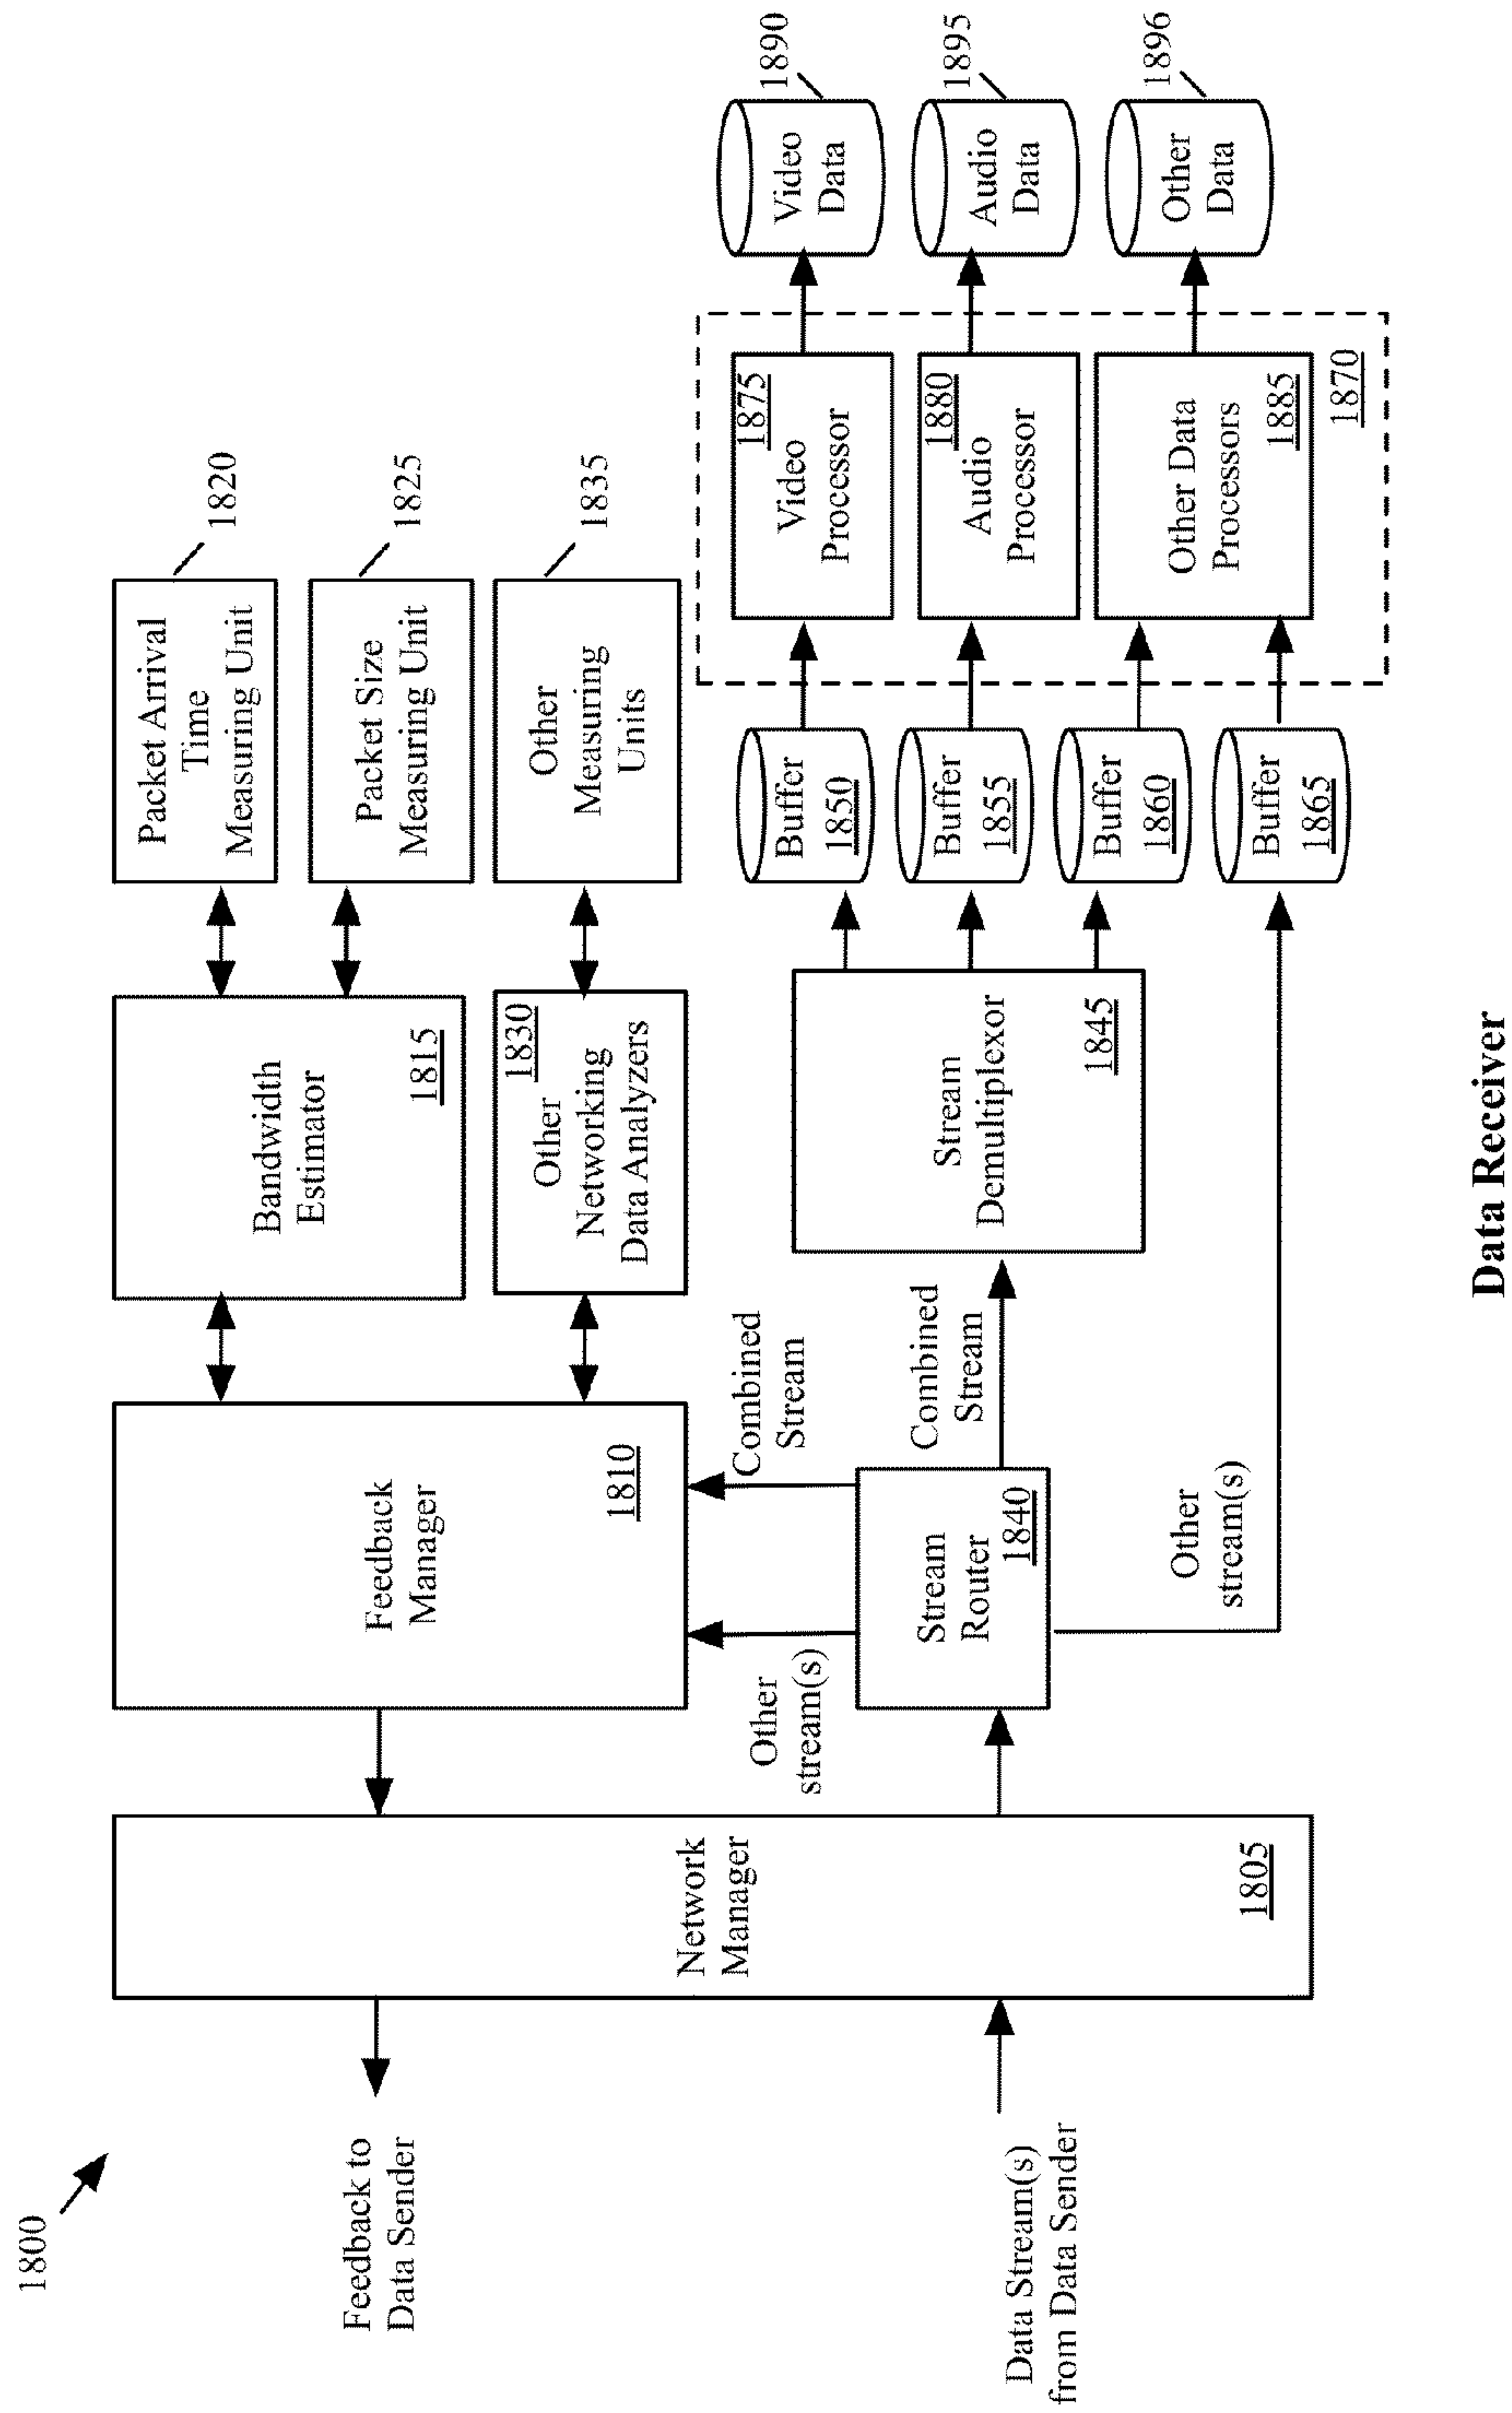 1800
Feedback to
Data Sender
Data Stream(s)
from Data Sender
Network
Manager
1805
Feedback
Manager
1810
Other
stream(s)
Combined
Stream
Stream
Router
1840
Combined
Stream
Other
stream(s)
Bandwidth
Estimator
1815
1830
Other
Networking
Data Analyzers
Stream
Demultiplexor
1845
Packet Arrival
Time
Measuring Unit
1820
Packet Size
Measuring Unit
1825
Other
Measuring
Units
1835
Buffer
1850
Buffer
1855
Buffer
1860
Buffer
1865
1875
Video
Processor
1880
Audio
Processor
Other Data
Processors
1885
1870
Video
Data
1890
Audio
Data
1895
Other
Data
1896
Data Receiver